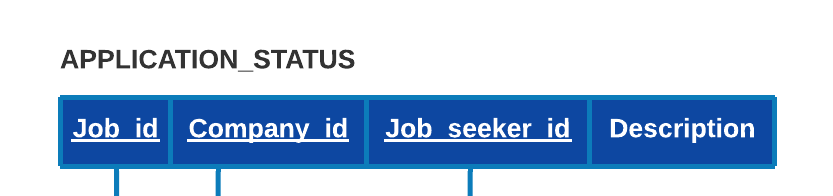 APPLICATION_STATUS
Job_id Company_id Job_seeker_id Description